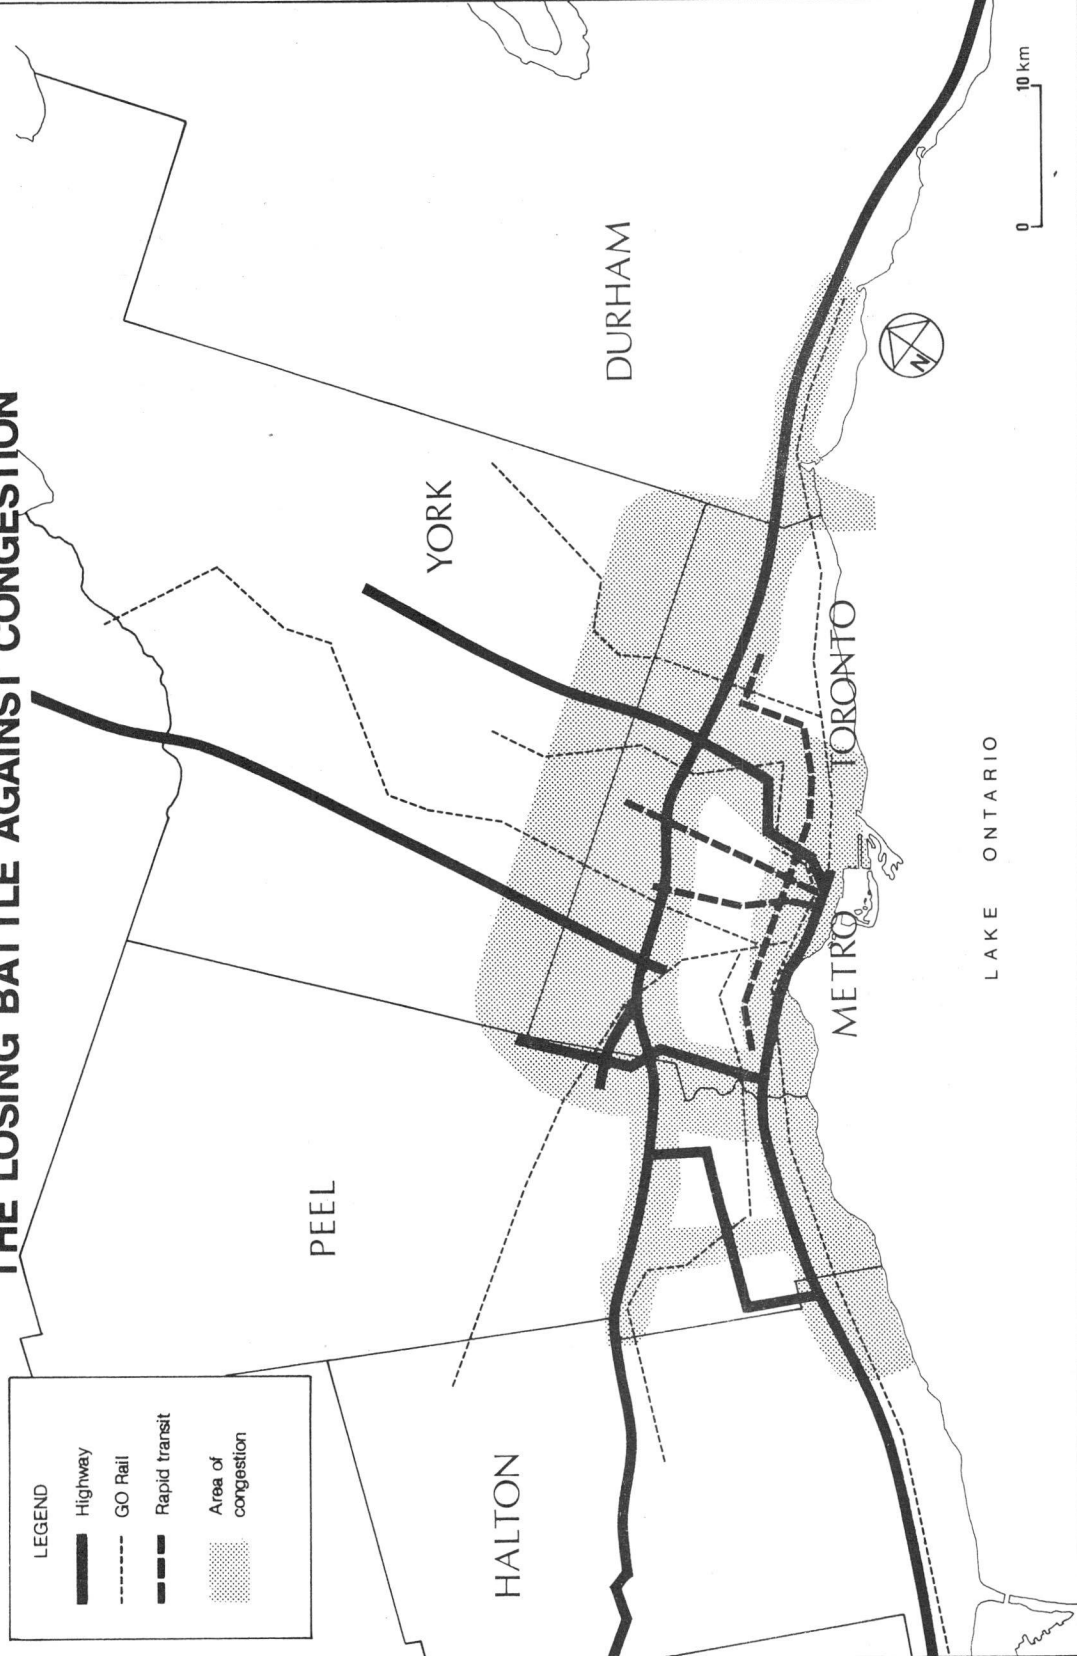 THE LOSING BATTLE AGAINST CONGESTION
LEGEND
Highway
GO Rail
Rapid transit
Area of
congestion
HALTON
PEEL
YORK
DURHAM
METRO TORONTO
LAKE ONTARIO
N
0 10 km